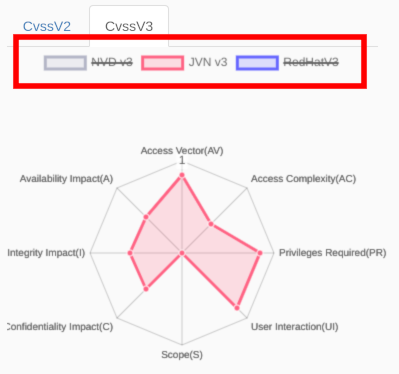 CvssV2 CvssV3
NVD v3 JVN v3 RedHatV3
Access Vector(AV)
1
Availability Impact(A) Access Complexity(AC)
Integrity Impact(I) Privileges Required(PR)
Confidentiality Impact(C) User Interaction(UI)
Scope(S)